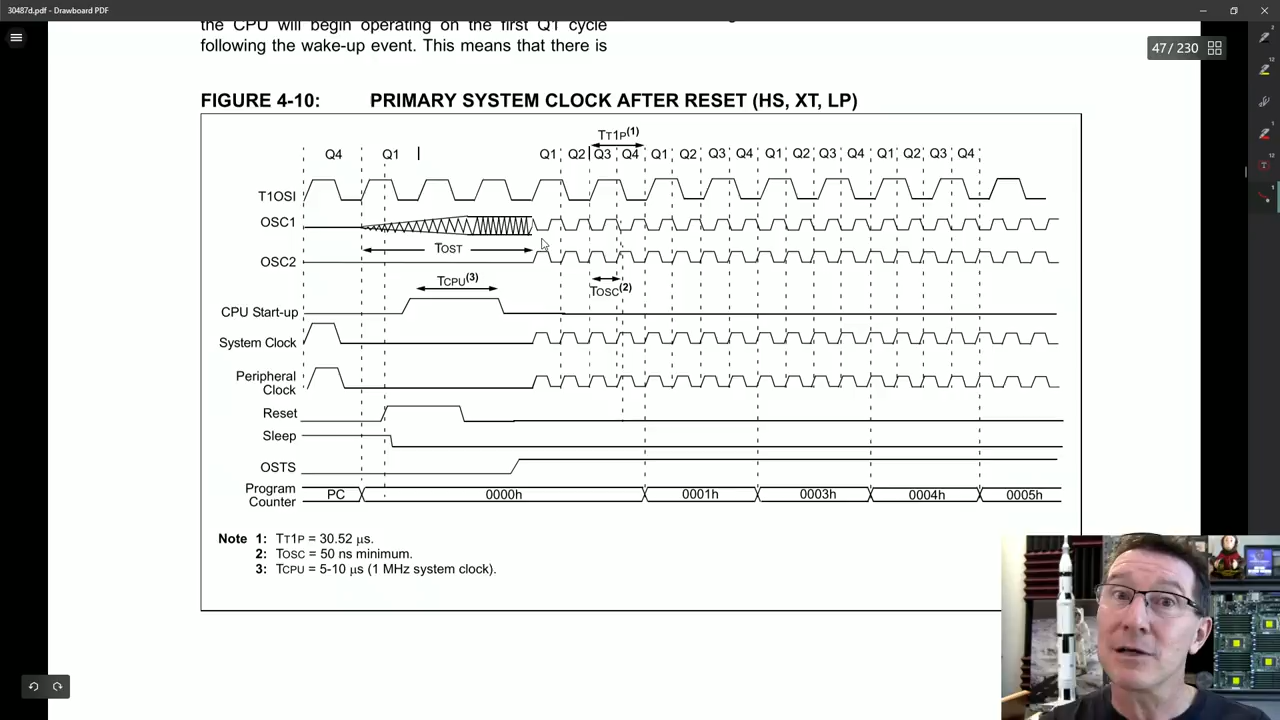 30487d.pdf - Drawboard PDF
the CPU will begin operating on the first Q1 cycle
following the wake-up event. This means that there is
47 / 230
FIGURE 4-10: PRIMARY SYSTEM CLOCK AFTER RESET (HS, XT, LP)
TT1P(1)
Q4 Q1 Q1 Q2 Q3 Q4 Q1 Q2 Q3 Q4 Q1 Q2 Q3 Q4 Q1 Q2 Q3 Q4
T1OSI
OSC1
TOST
OSC2
TCPU(3)
TOSC(2)
CPU Start-up
System Clock
Peripheral
Clock
Reset
Sleep
OSTS
Program
Counter
PC 0000h 0001h 0003h 0004h 0005h
Note 1: TT1P = 30.52 μs.
2: TOSC = 50 ns minimum.
3: TCPU = 5-10 μs (1 MHz system clock).